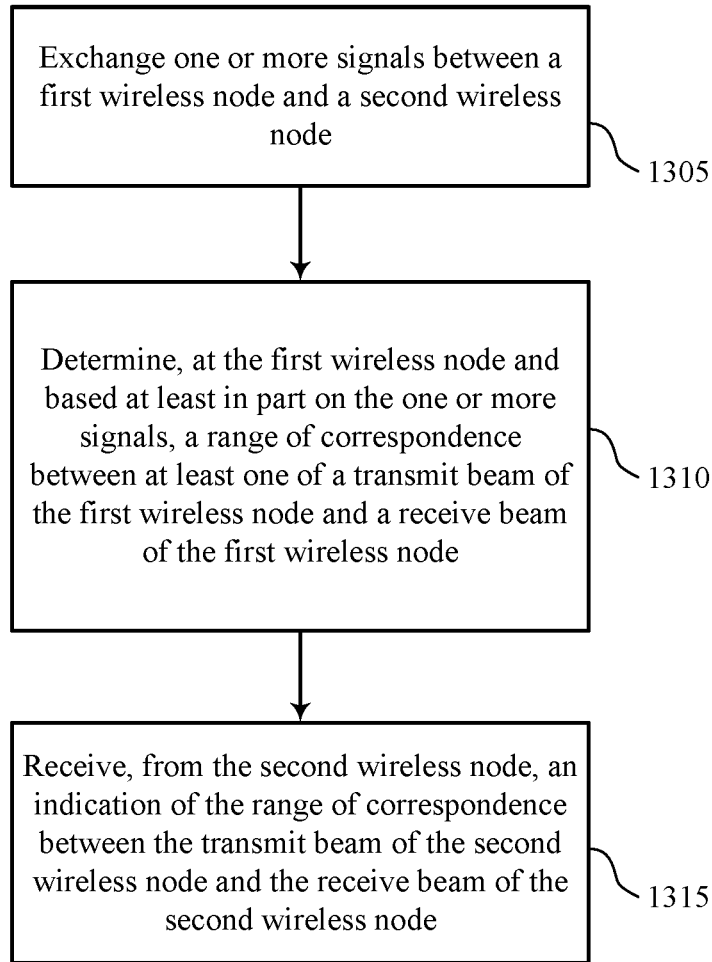 Exchange one or more signals between a
first wireless node and a second wireless
node
1305
Determine, at the first wireless node and
based at least in part on the one or more
signals, a range of correspondence
between at least one of a transmit beam of
the first wireless node and a receive beam
of the first wireless node
1310
Receive, from the second wireless node, an
indication of the range of correspondence
between the transmit beam of the second
wireless node and the receive beam of the
second wireless node
1315